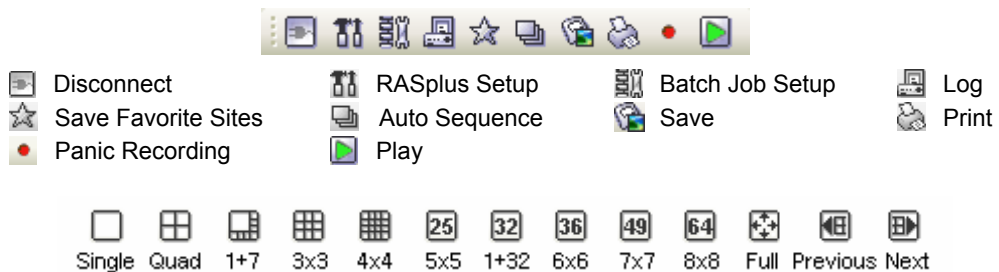 Disconnect RASplus Setup Batch Job Setup Log
Save Favorite Sites Auto Sequence Save Print
Panic Recording Play
25 32 36 49 64
Single Quad 1+7 3x3 4x4 5x5 1+32 6x6 7x7 8x8 Full Previous Next